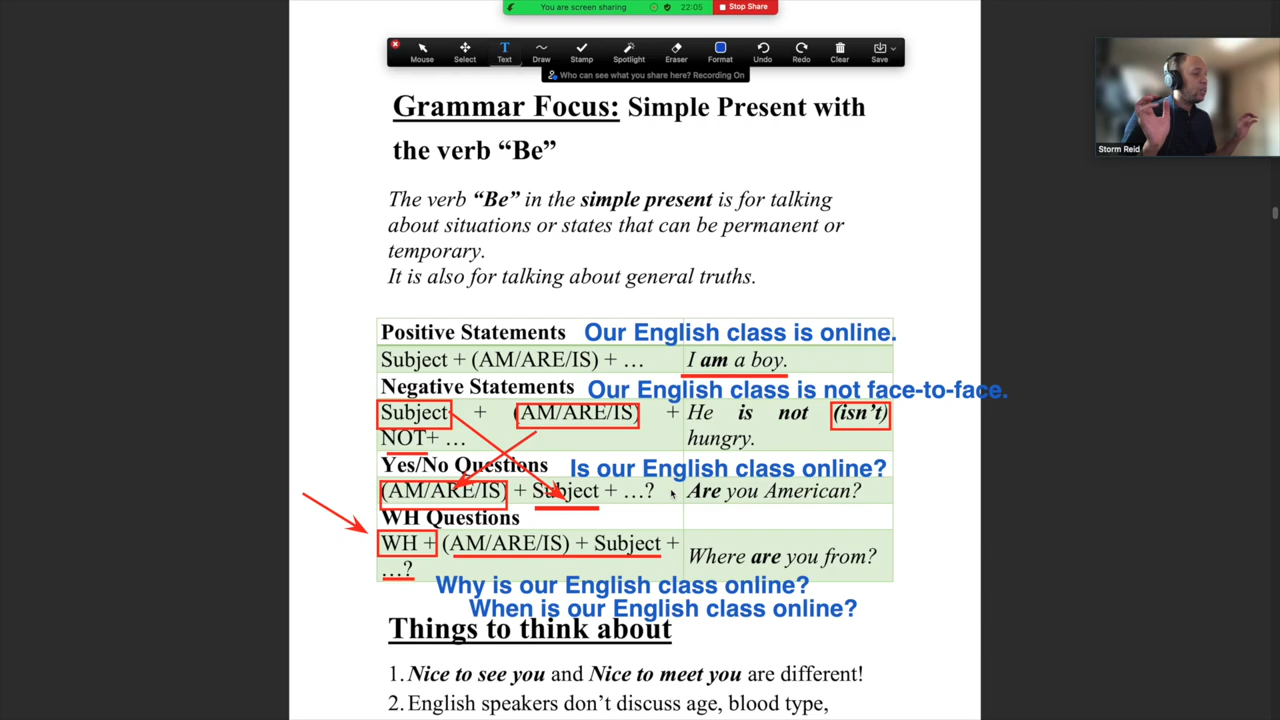 You are screen sharing 22:05 Stop Share
Mouse Select Text Draw Stamp Spotlight Eraser Format Undo Redo Clear Save
Who can see what you share here? Recording On
Storm Reid
Grammar Focus: Simple Present with
the verb “Be”
The verb “Be” in the simple present is for talking
about situations or states that can be permanent or
temporary.
It is also for talking about general truths.
Positive Statements Our English class is online.
Subject + (AM/ARE/IS) + … I am a boy.
Negative Statements Our English class is not face-to-face.
Subject + (AM/ARE/IS) + He is not (isn’t)
NOT+ … hungry.
Yes/No Questions Is our English class online?
(AM/ARE/IS) + Subject + …? Are you American?
WH Questions
WH + (AM/ARE/IS) + Subject + Where are you from?
…?
Why is our English class online?
When is our English class online?
Things to think about
1. Nice to see you and Nice to meet you are different!
2. English speakers don’t discuss age, blood type,